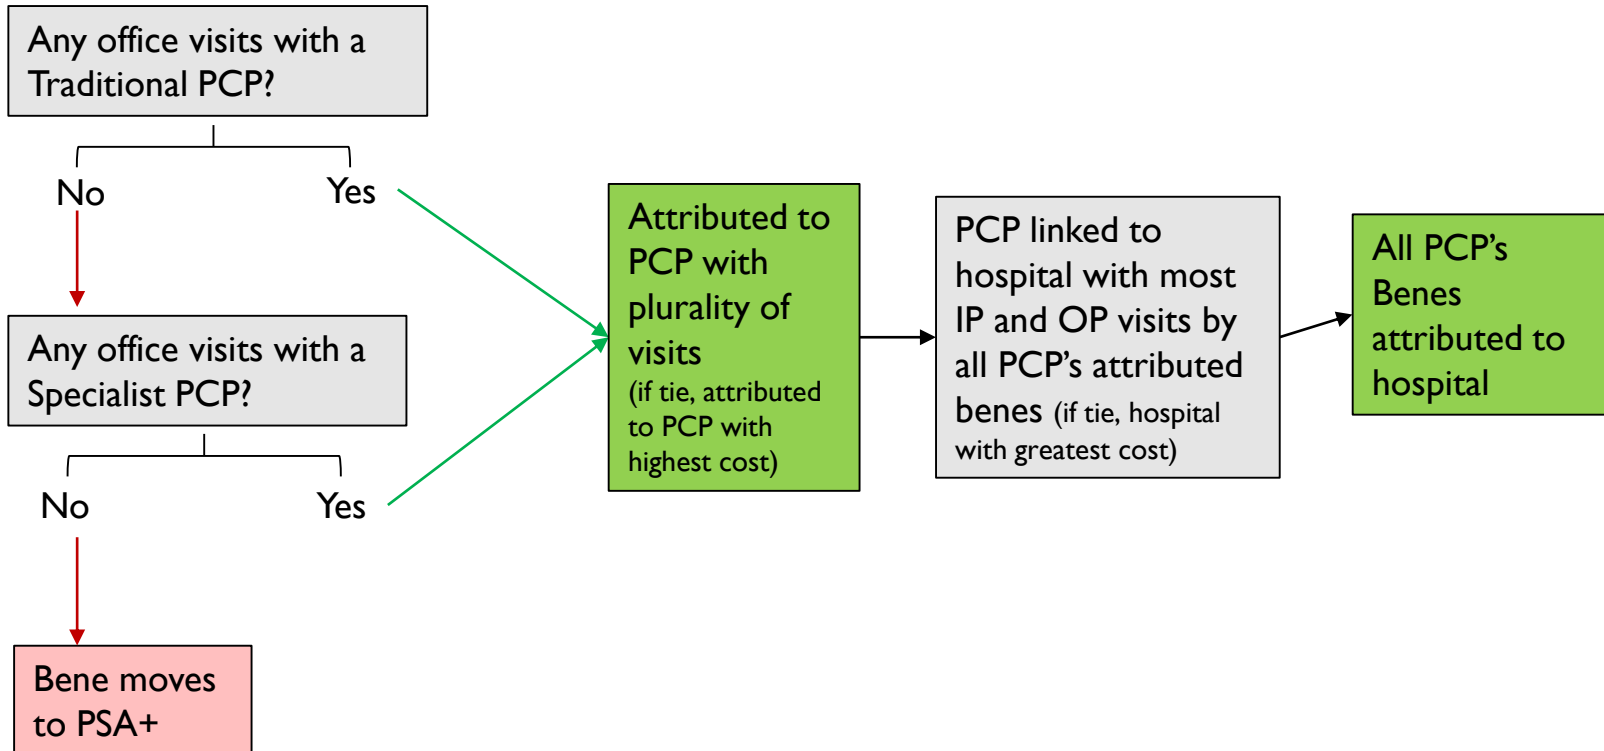 Any office visits with a
Traditional PCP?
No
Yes
Any office visits with a
Specialist PCP?
No
Yes
Bene moves
to PSA+
Attributed to
PCP with
plurality of
visits
(if tie, attributed
to PCP with
highest cost)
PCP linked to
hospital with most
IP and OP visits by
all PCP's attributed
benes (if tie, hospital
with greatest cost)
All PCP's
Benes
attributed to
hospital